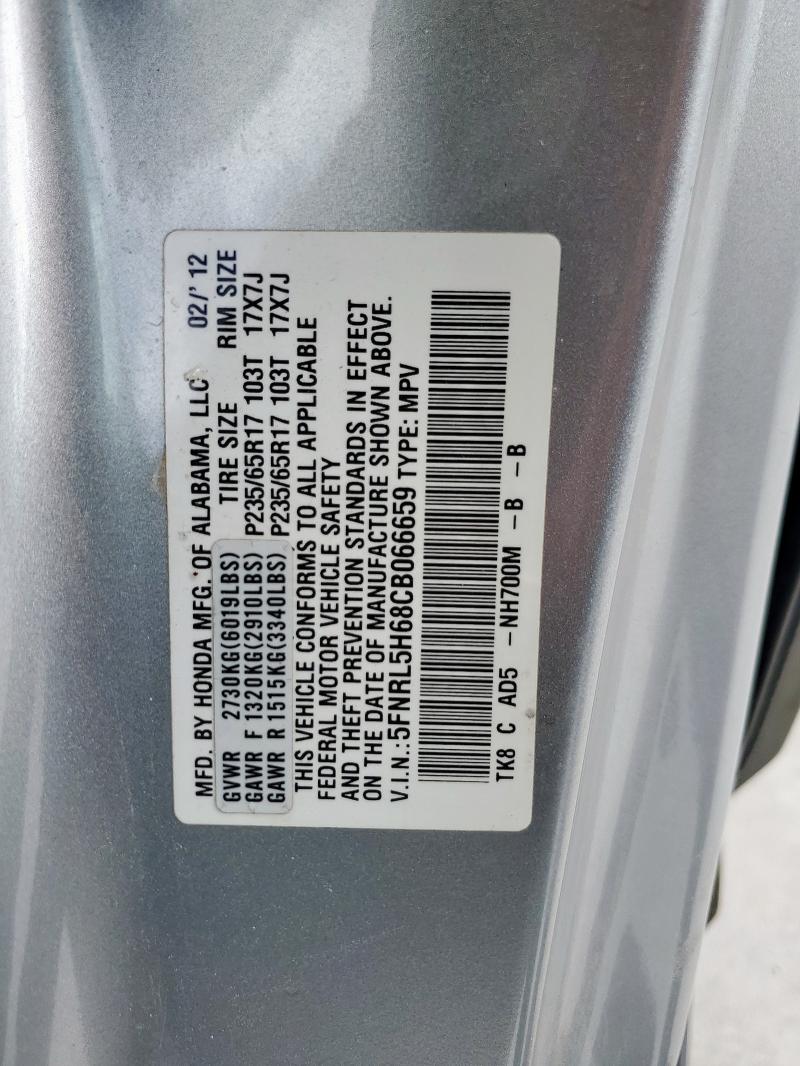 MFD. BY HONDA MFG. OF ALABAMA, LLC 02/' 12
GVWR 2730KG(6019LBS) TIRE SIZE RIM SIZE
GAWR F 1320KG(2910LBS) P235/65R17 103T 17X7J
GAWR R 1515KG(3340LBS) P235/65R17 103T 17X7J
THIS VEHICLE CONFORMS TO ALL APPLICABLE
FEDERAL MOTOR VEHICLE SAFETY
AND THEFT PREVENTION STANDARDS IN EFFECT
ON THE DATE OF MANUFACTURE SHOWN ABOVE.
V.I.N.:5FNRL5H68CB066659 TYPE: MPV
TK8 C AD5 -NH700M -B -B